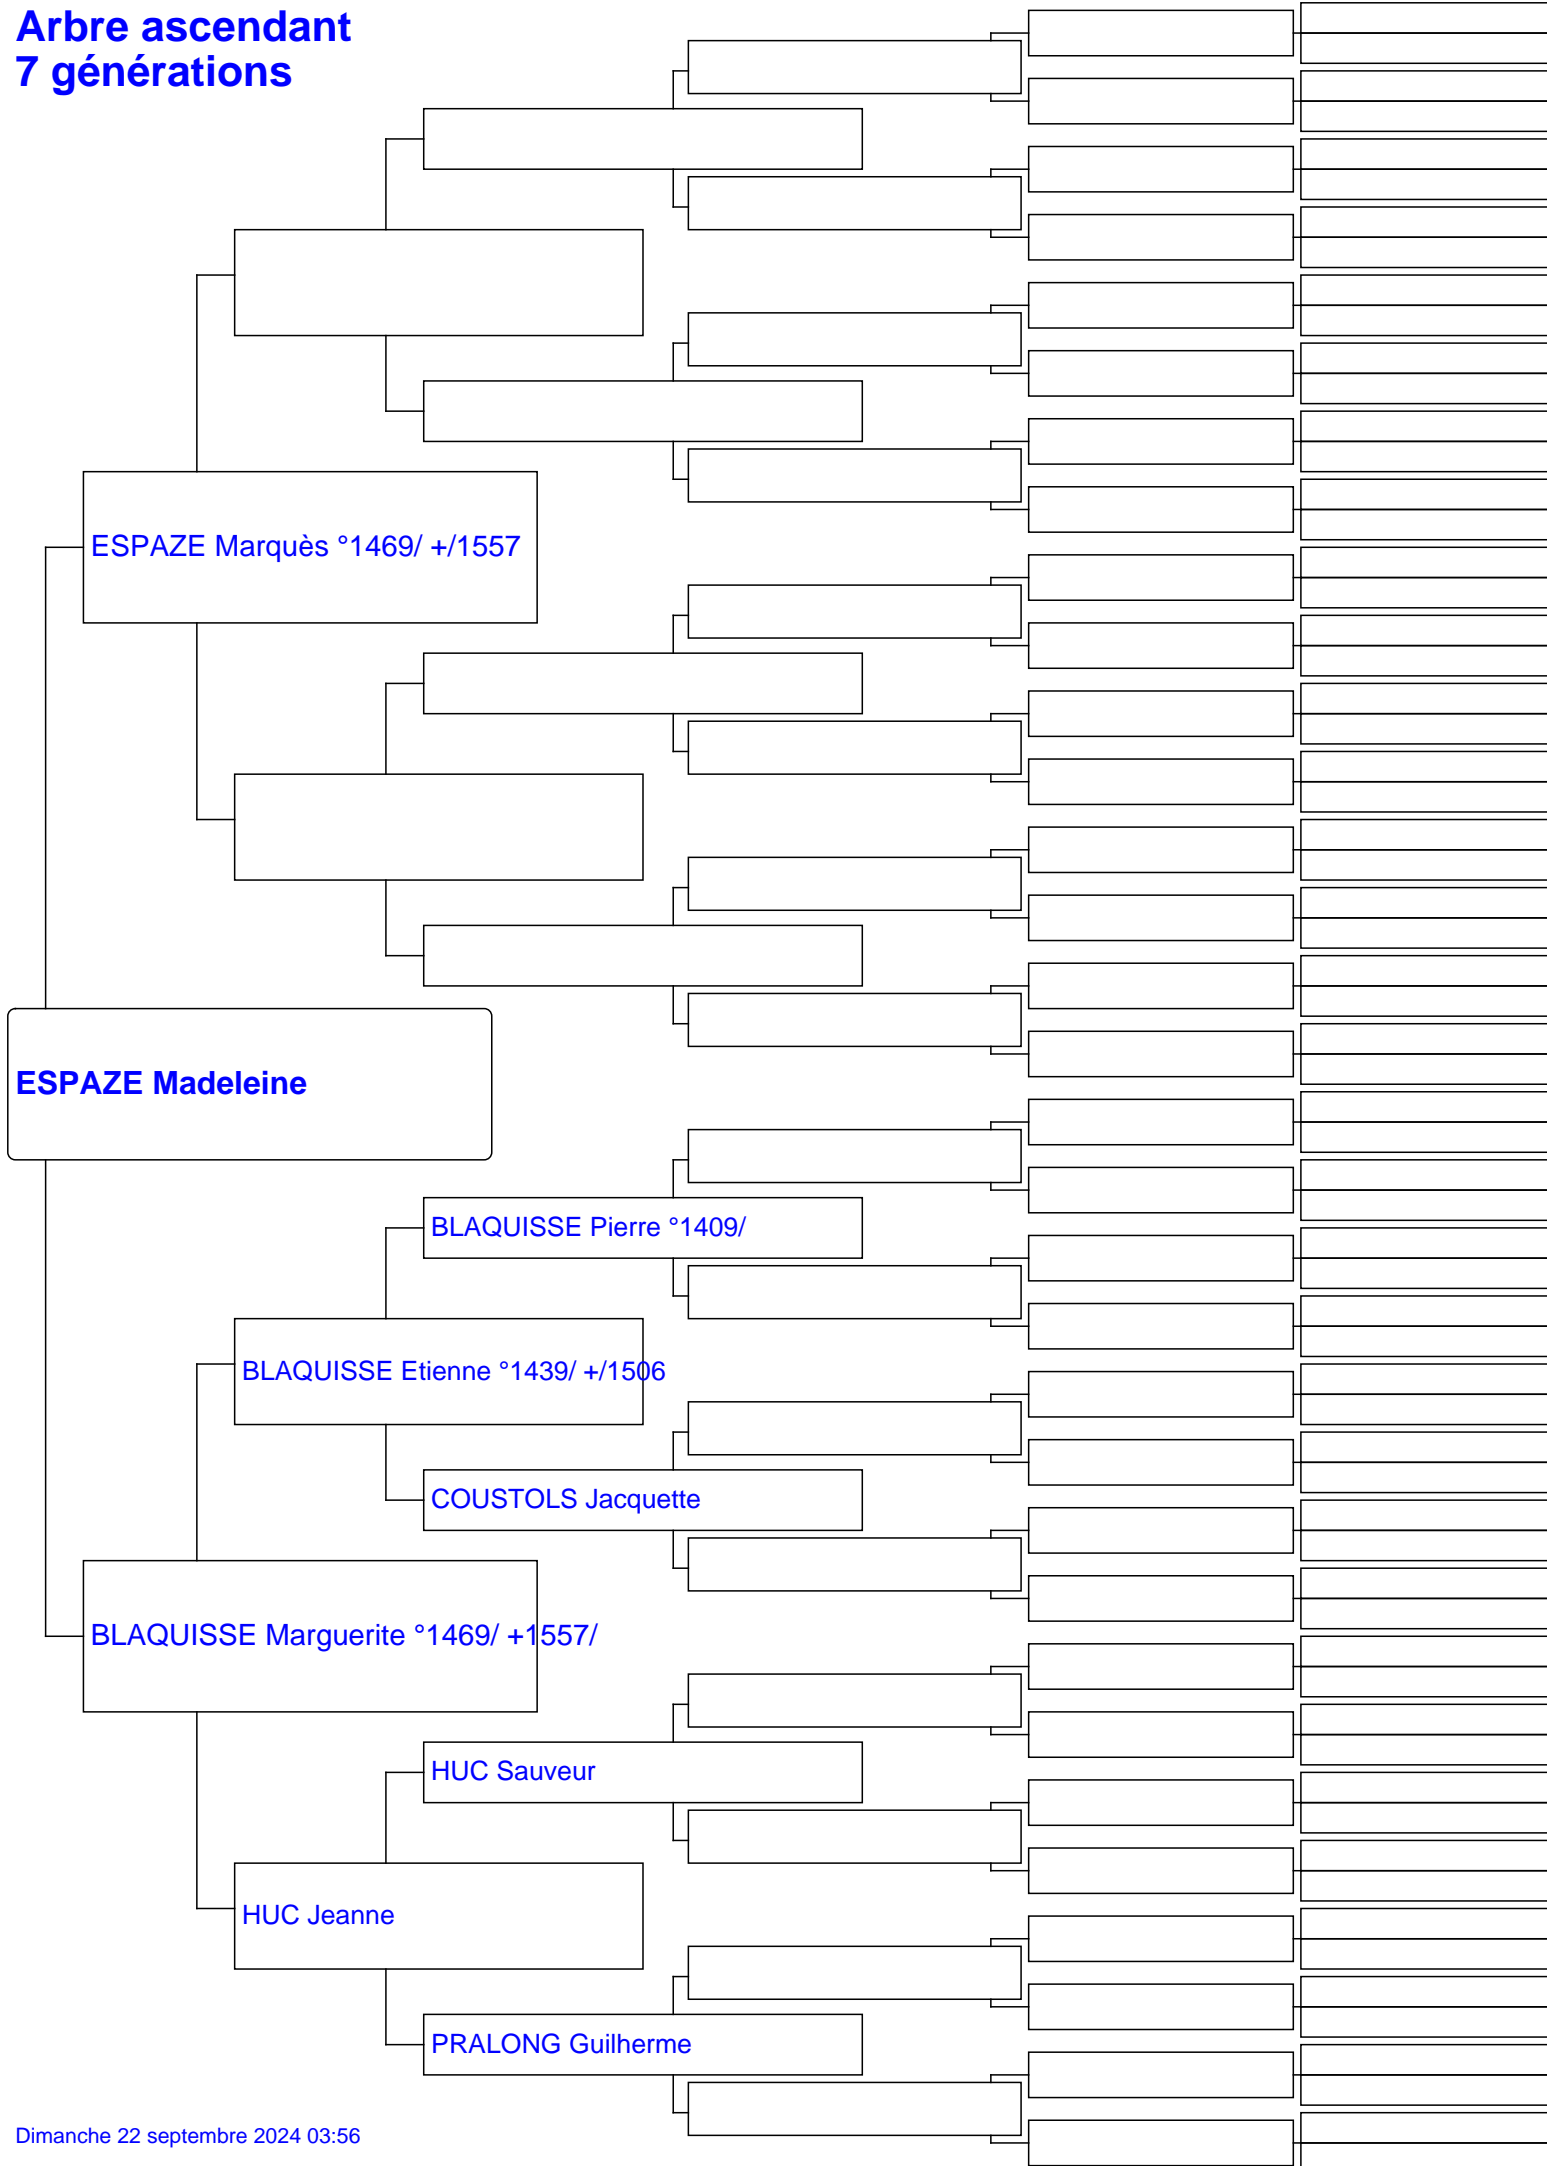 Arbre ascendant
7 générations
ESPAZE Marquès °1469/ +/1557
ESPAZE Madeleine
BLAQUISSE Pierre °1409/
BLAQUISSE Etienne °1439/ +/1506
COUSTOLS Jacquette
BLAQUISSE Marguerite °1469/ +1557/
HUC Sauveur
HUC Jeanne
PRALONG Guilherme
Dimanche 22 septembre 2024 03:56